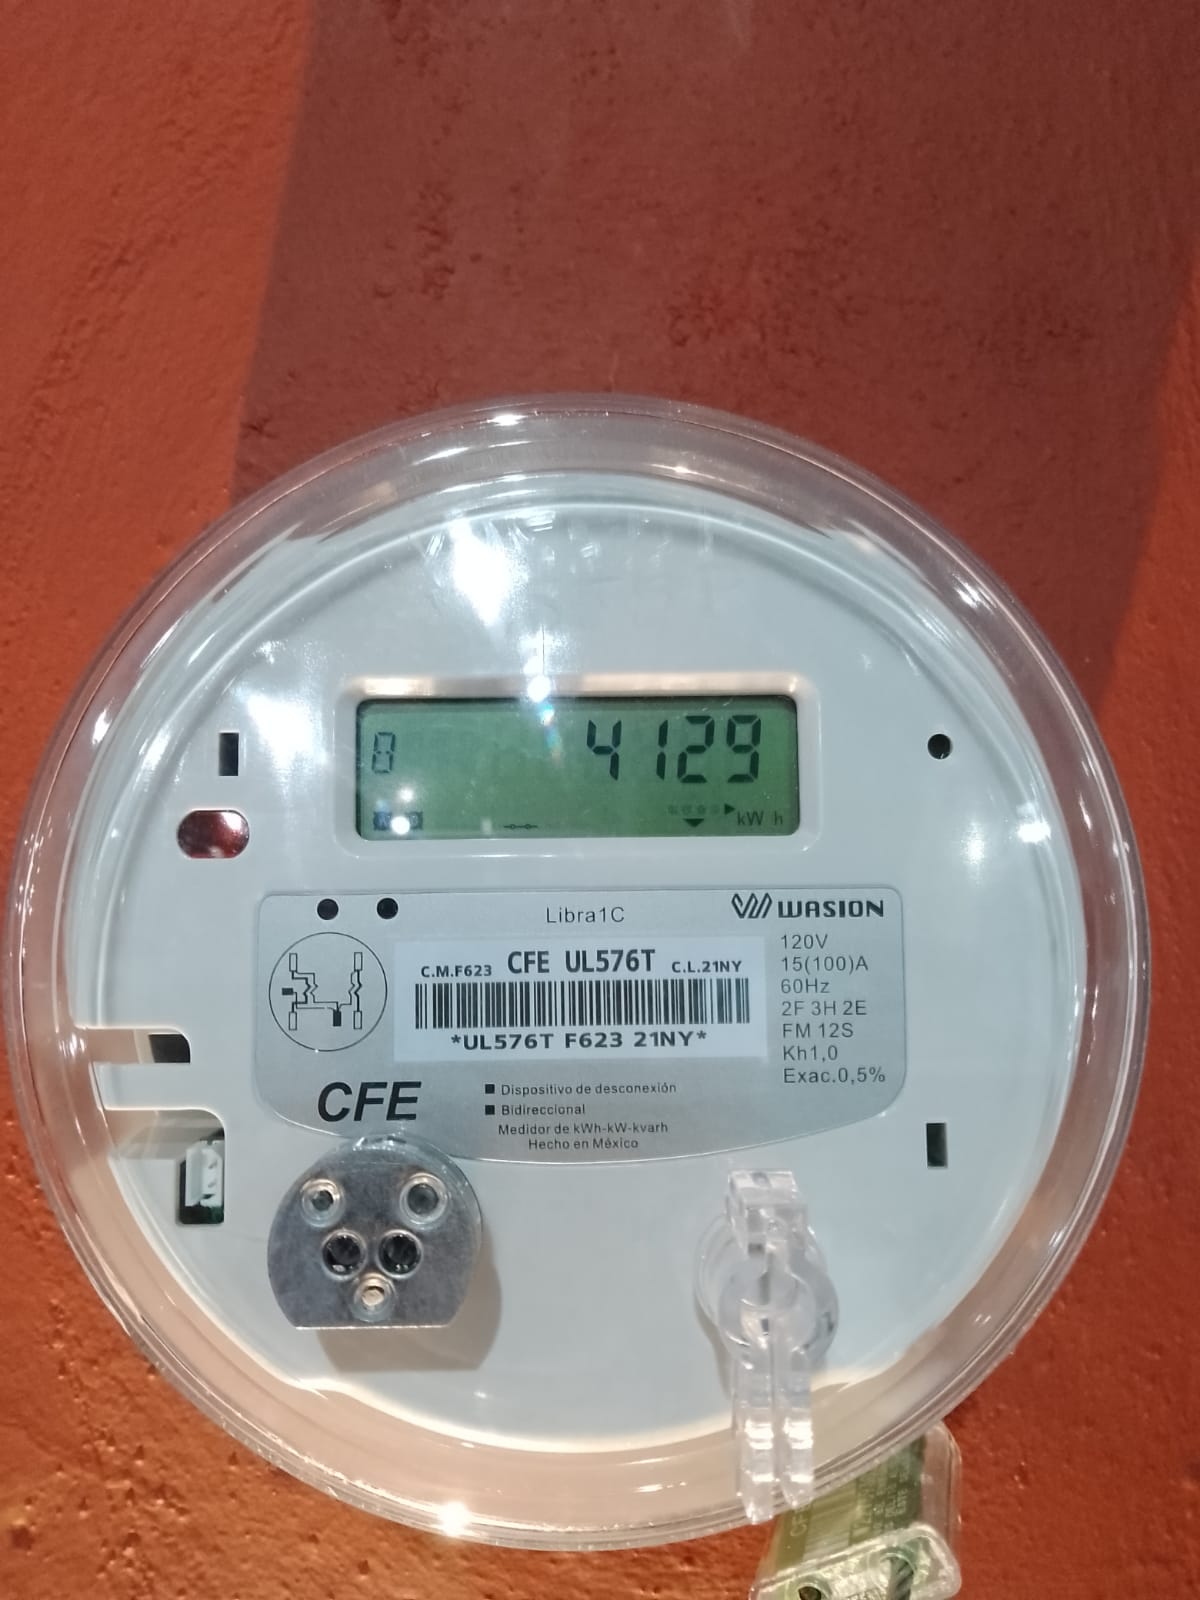 8 4129
kW h
Libra1C
WASION
C.M.F623 CFE UL576T C.L.21NY
*UL576T F623 21NY*
120V
15(100)A
60Hz
2F 3H 2E
FM 12S
Kh1,0
Exac.0,5%
CFE
Dispositivo de desconexión
Bidireccional
Medidor de kWh-kW-kvarh
Hecho en México